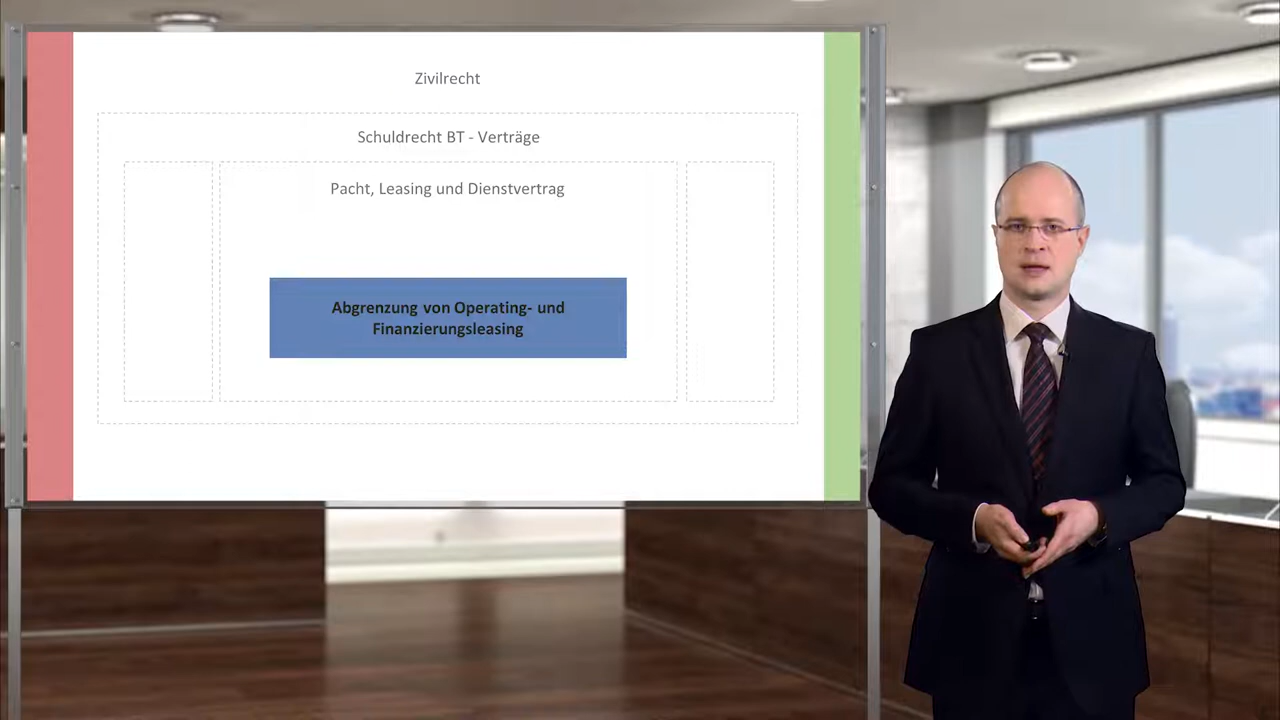 Zivilrecht
Schuldrecht BT - Verträge
Pacht, Leasing und Dienstvertrag
Abgrenzung von Operating- und
Finanzierungsleasing